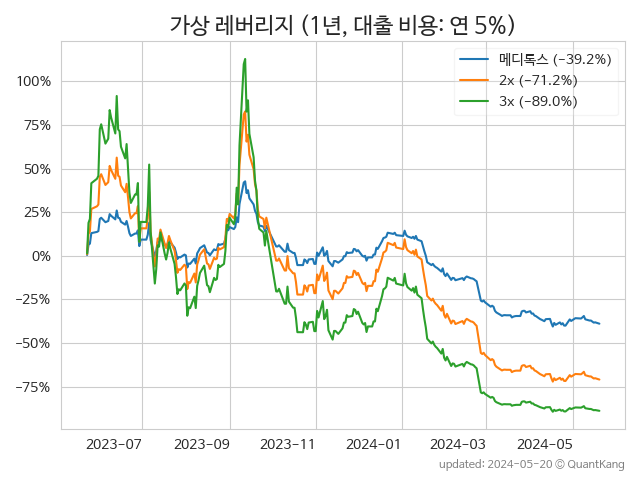 가상 레버리지 (1년, 대출 비용: 연 5%)
메디톡스 (−39.2%)
2x (−71.2%)
3x (−89.0%)
100%
75%
50%
25%
0%
−25%
−50%
−75%
2023-07
2023-09
2023-11
2024-01
2024-03
2024-05
updated: 2024-05-20 © QuantKang